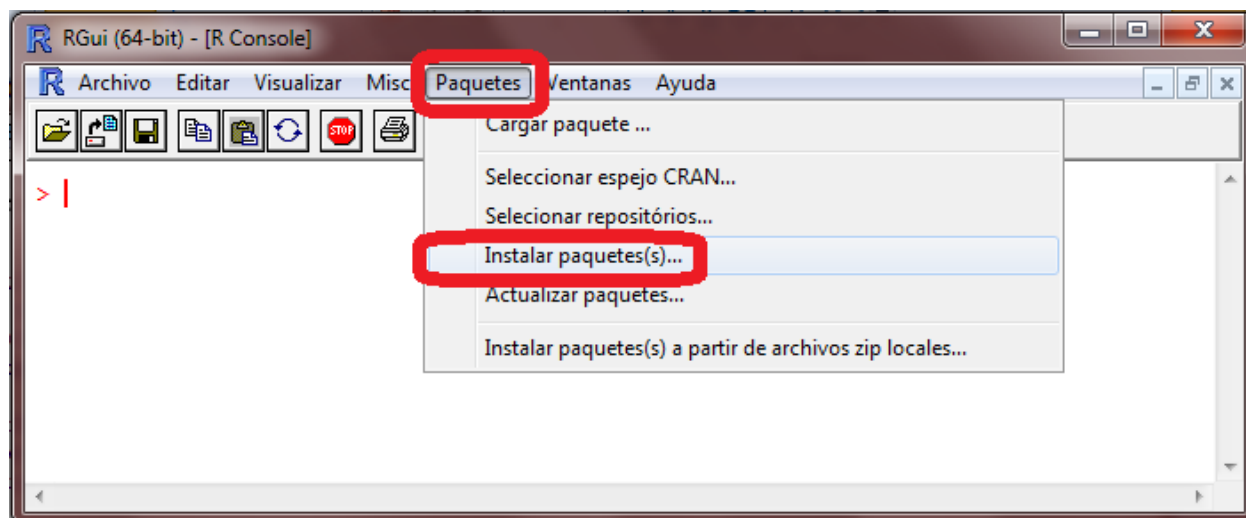 RGui (64-bit) - [R Console]
Archivo Editar Visualizar Misc Paquetes Ventanas Ayuda
STOP
Cargar paquete ...
>
Seleccionar espejo CRAN...
Selecionar repositórios...
Instalar paquetes(s)...
Actualizar paquetes...
Instalar paquetes(s) a partir de archivos zip locales...